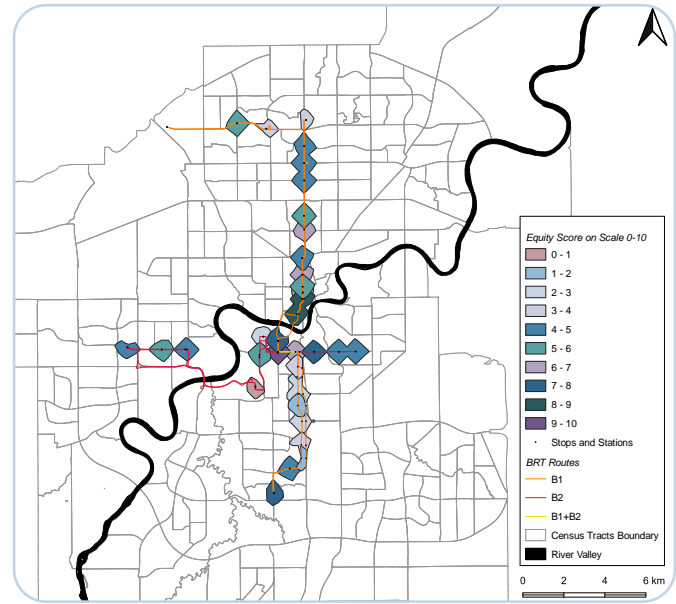 Equity Score on Scale 0-10
0 - 1
1 - 2
2 - 3
3 - 4
4 - 5
5 - 6
6 - 7
7 - 8
8 - 9
9 - 10
Stops and Stations
BRT Routes
B1
B2
B1+B2
Census Tracts Boundary
River Valley
0 2 4 6 km